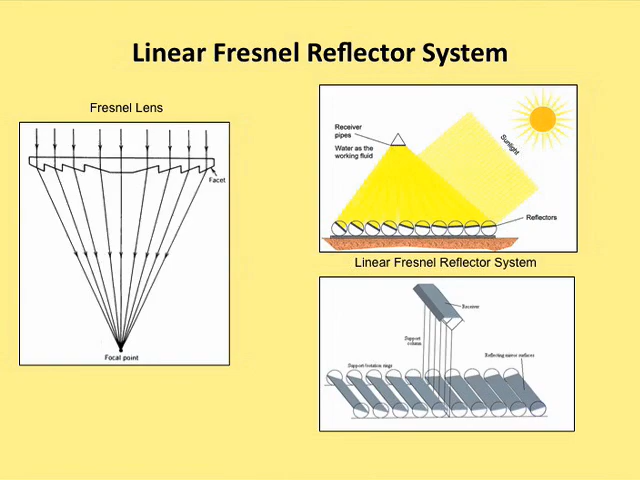 Linear Fresnel Reflector System
Fresnel Lens
Facet
Focal point
Receiver
pipes
Water as the
working fluid
Sunlight
Reflectors
Linear Fresnel Reflector System
Receiver
Support
column
Support/rotation rings
Reflecting mirror surfaces